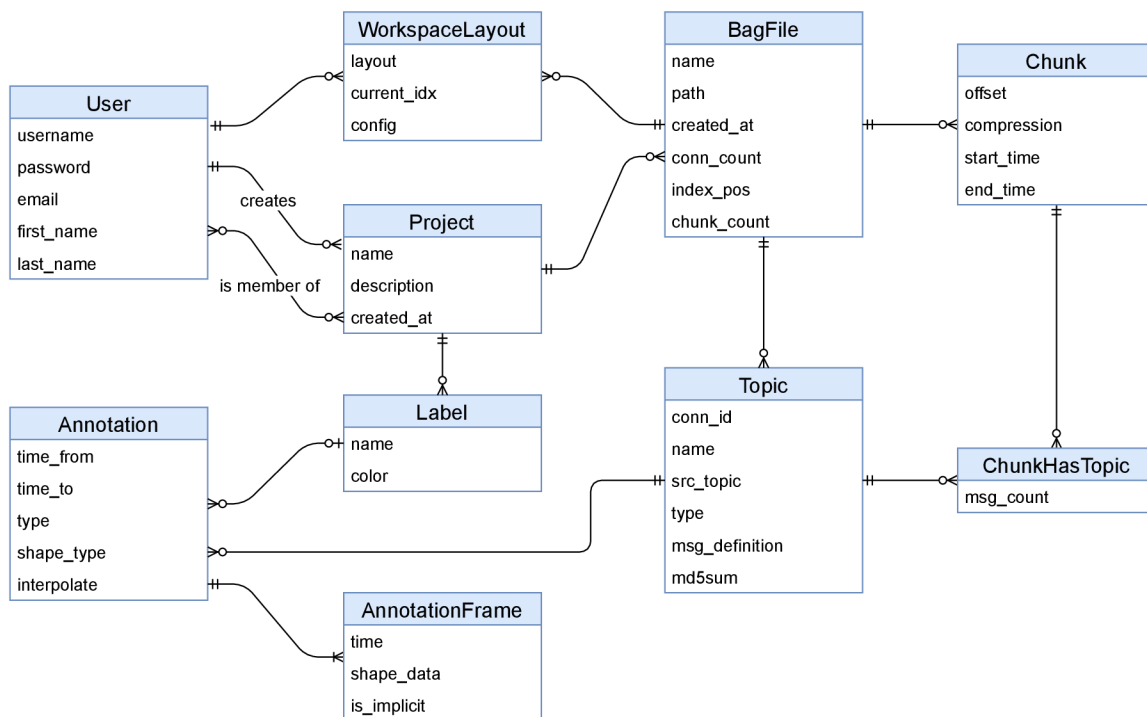 WorkspaceLayout
layout
current_idx
config
BagFile
name
path
created_at
conn_count
index_pos
chunk_count
Chunk
offset
compression
start_time
end_time
User
username
password
email
first_name
last_name
creates
is member of
Project
name
description
created_at
Label
name
color
Annotation
time_from
time_to
type
shape_type
interpolate
Topic
conn_id
name
src_topic
type
msg_definition
md5sum
ChunkHasTopic
msg_count
AnnotationFrame
time
shape_data
is_implicit